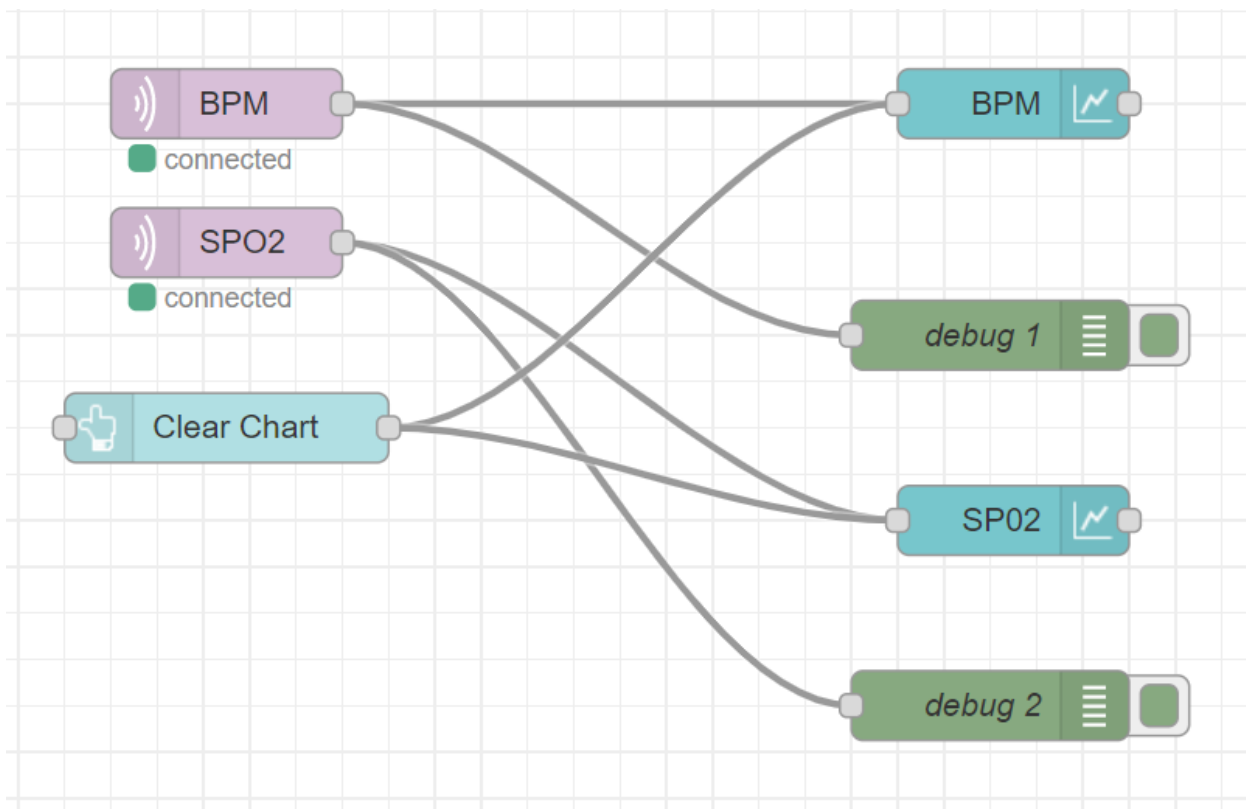 BPM
BPM
connected
SPO2
connected
debug 1
Clear Chart
SP02
debug 2